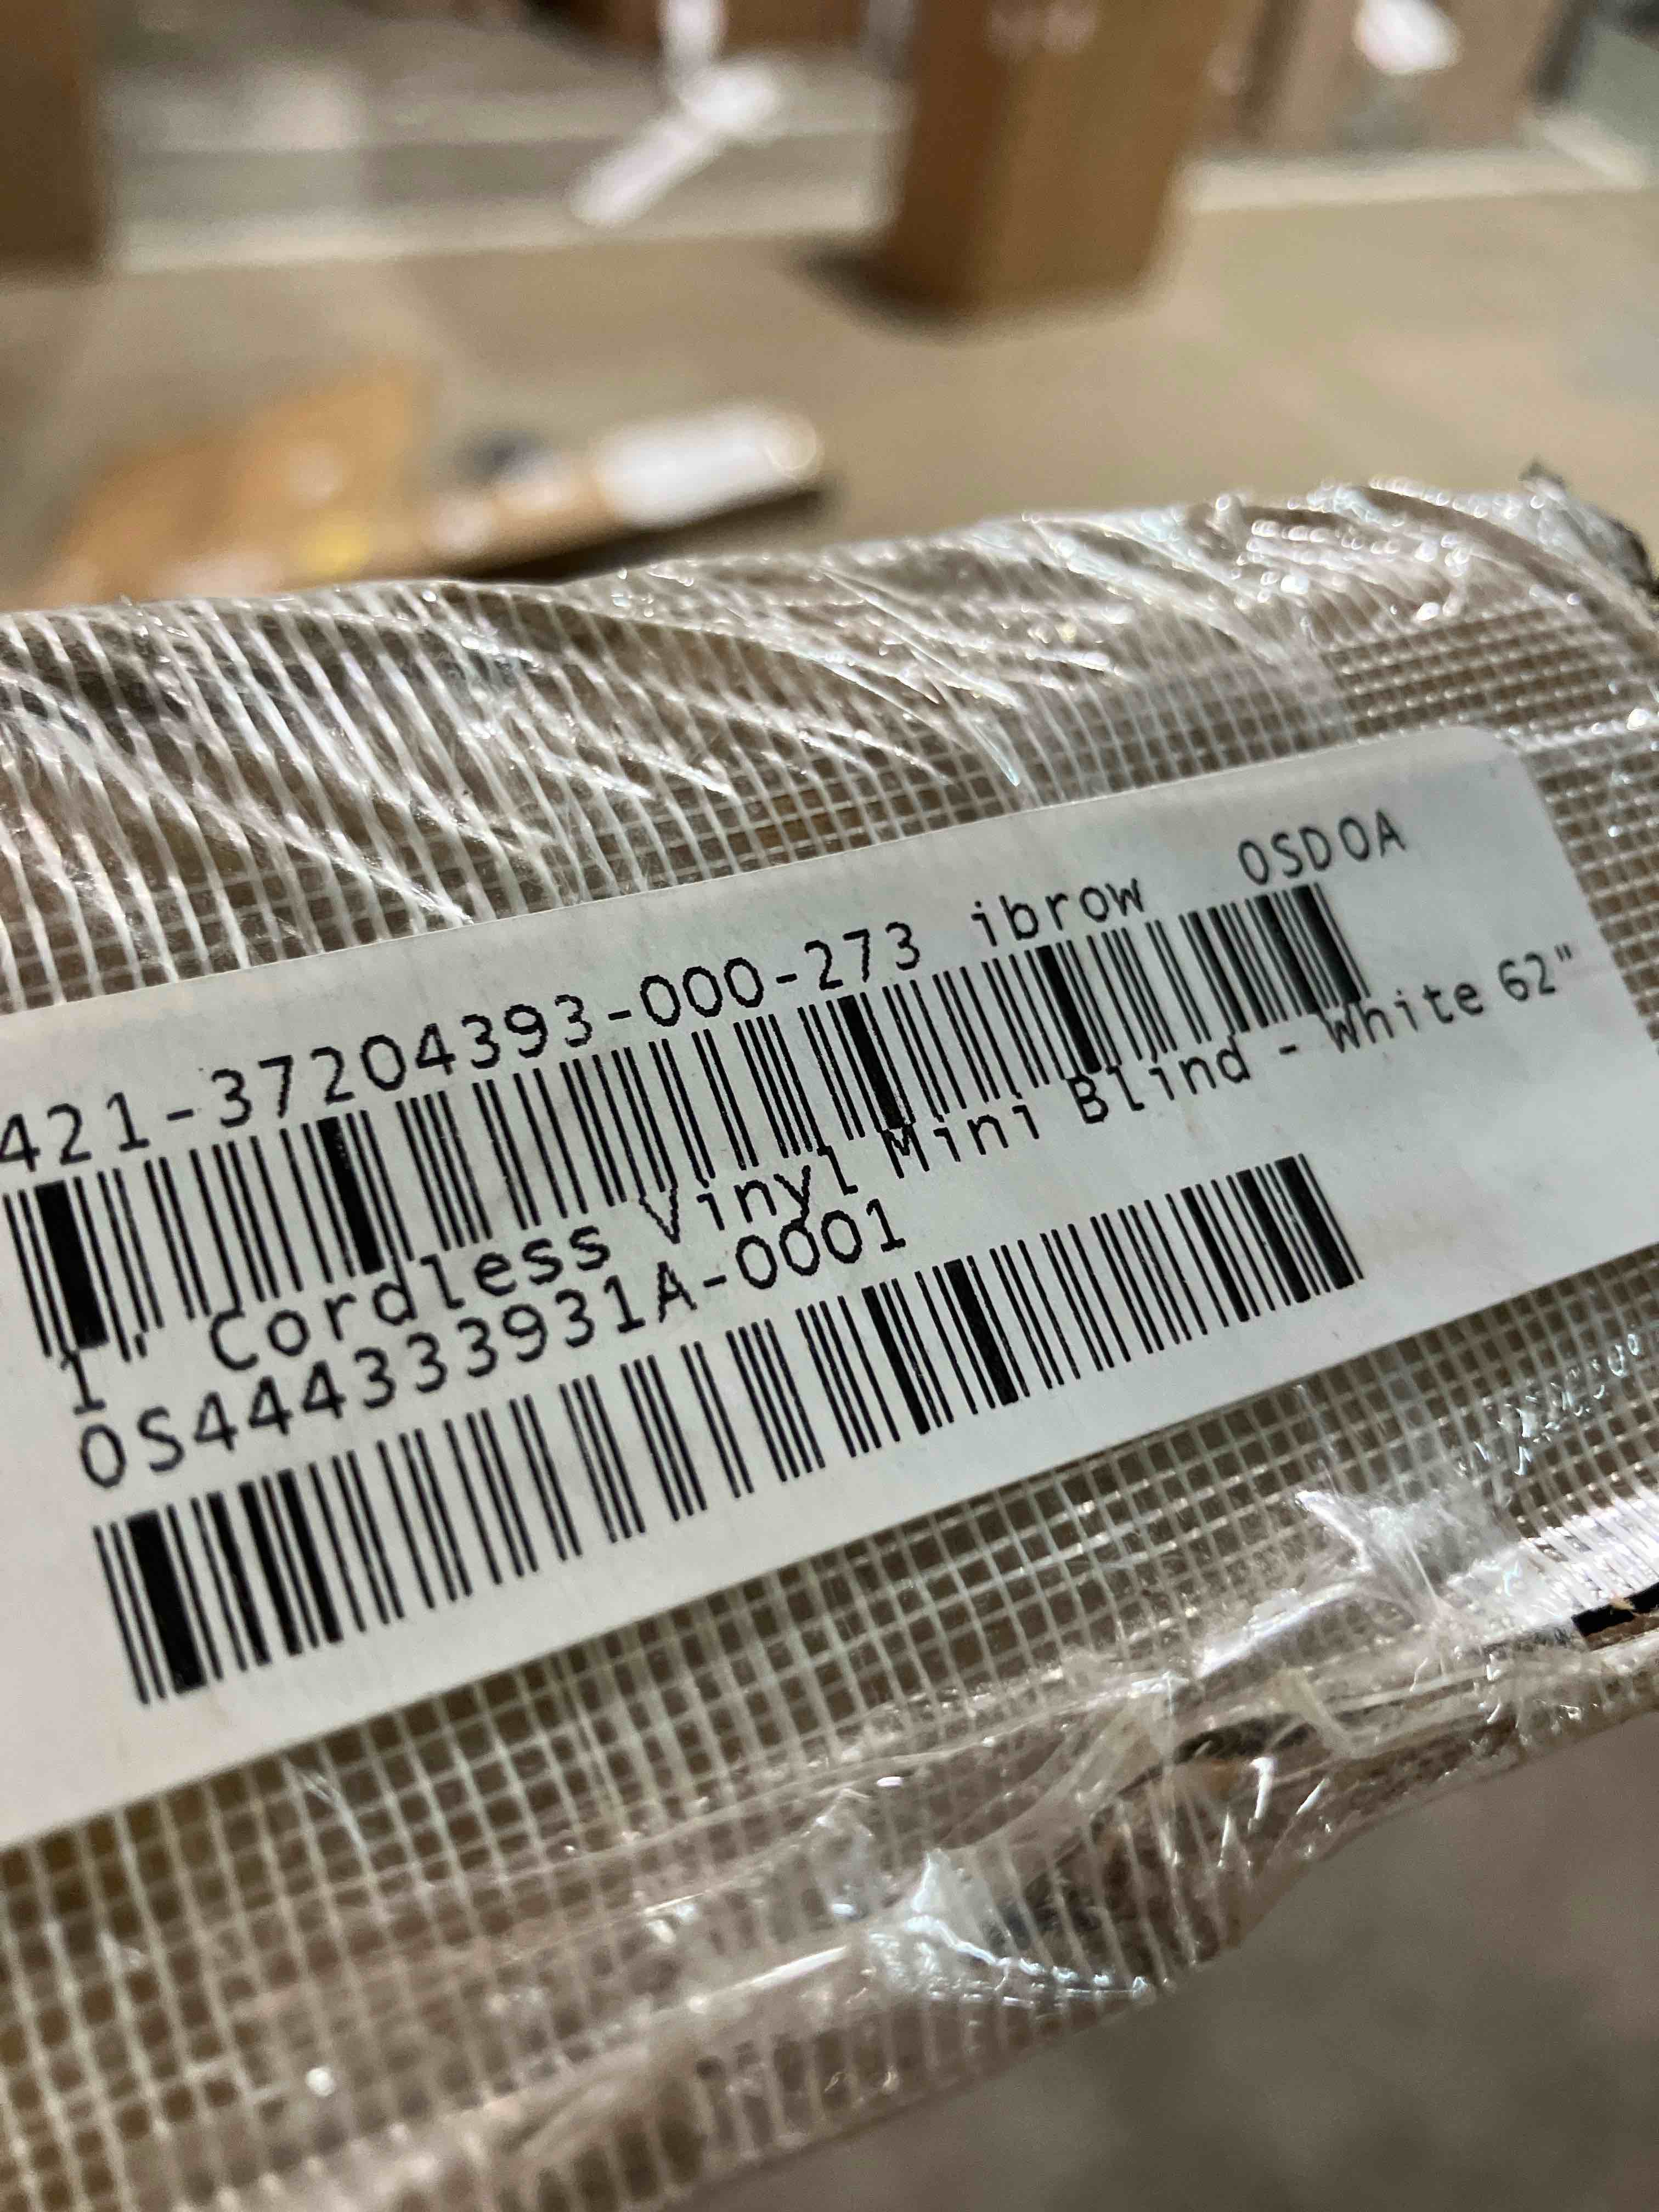 421-37204393-000-273 ibrow OSDOA
1" Cordless Vinyl Mini Blind - White 62"
OS444333931A-0001